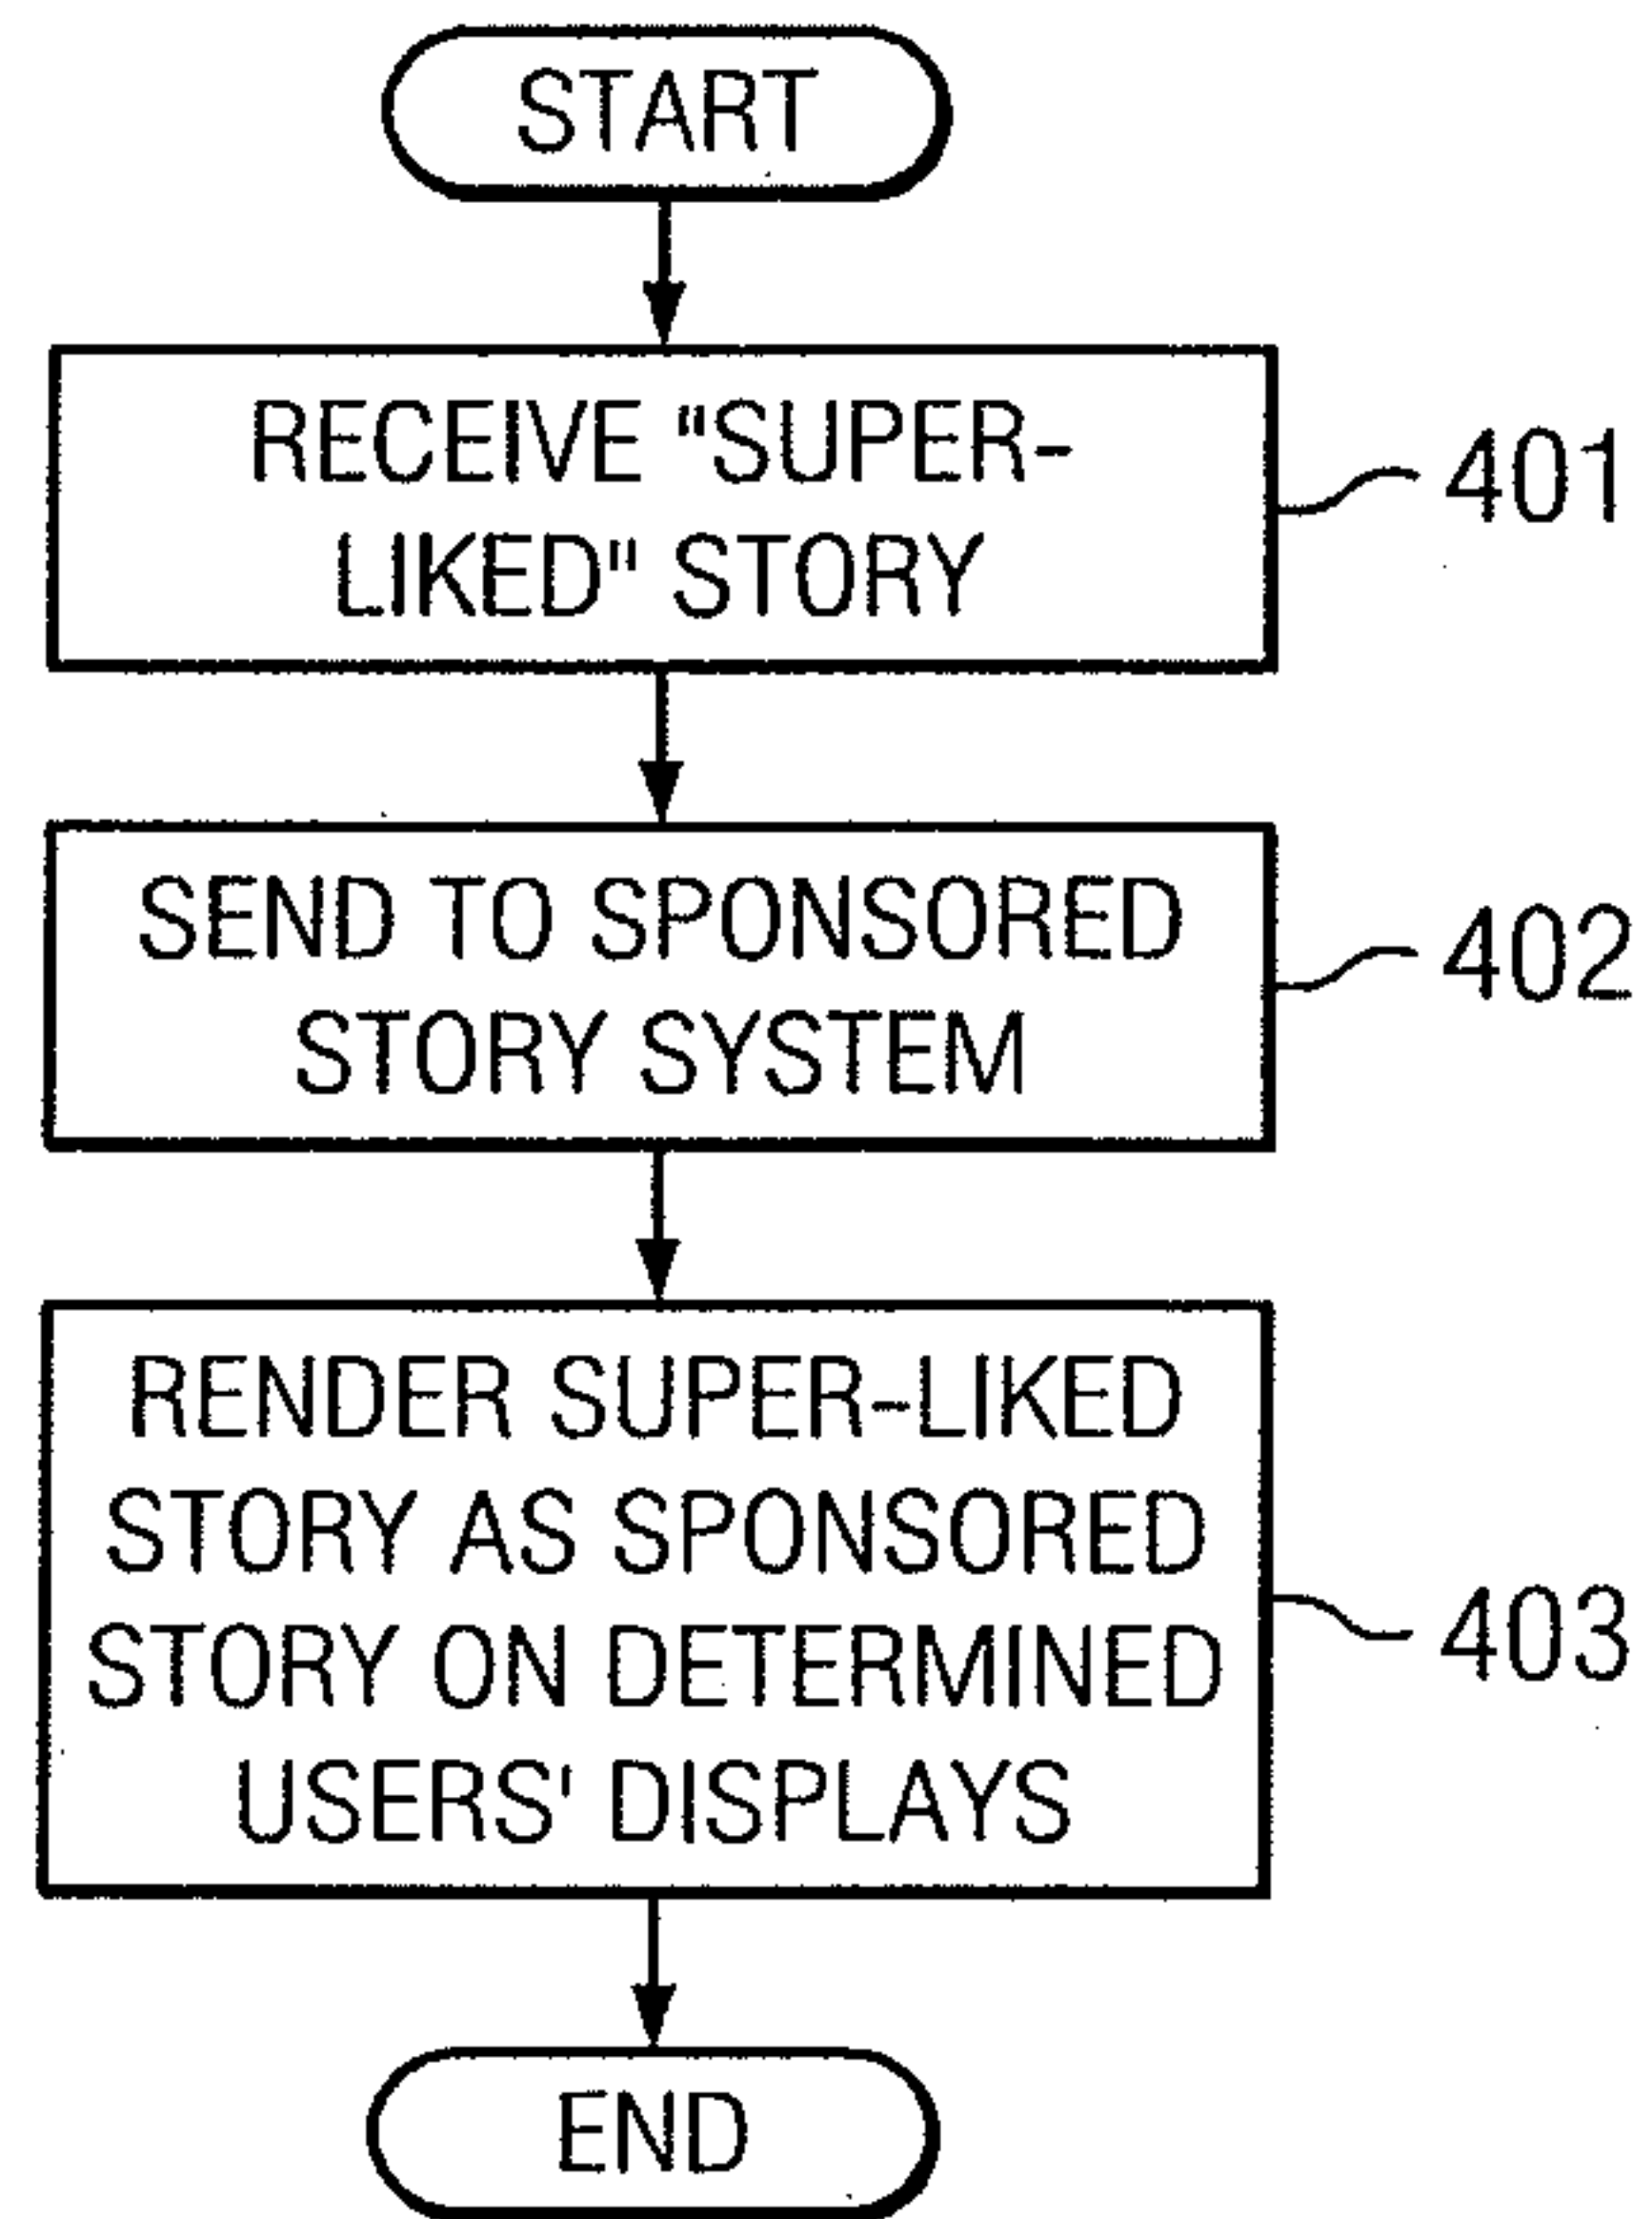 START
RECEIVE "SUPER-
LIKED" STORY
401
SEND TO SPONSORED
STORY SYSTEM
402
RENDER SUPER-LIKED
STORY AS SPONSORED
STORY ON DETERMINED
USERS' DISPLAYS
403
END